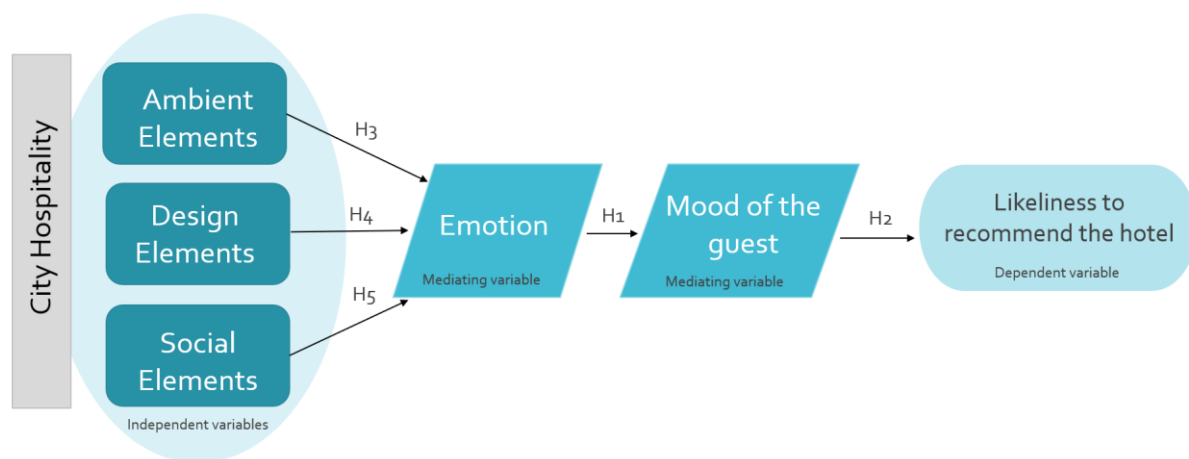 City Hospitality
Ambient
Elements
Design
Elements
Social
Elements
Independent variables
H3
H4
H5
Emotion
Mediating variable
H1
Mood of the
guest
Mediating variable
H2
Likeliness to
recommend the hotel
Dependent variable